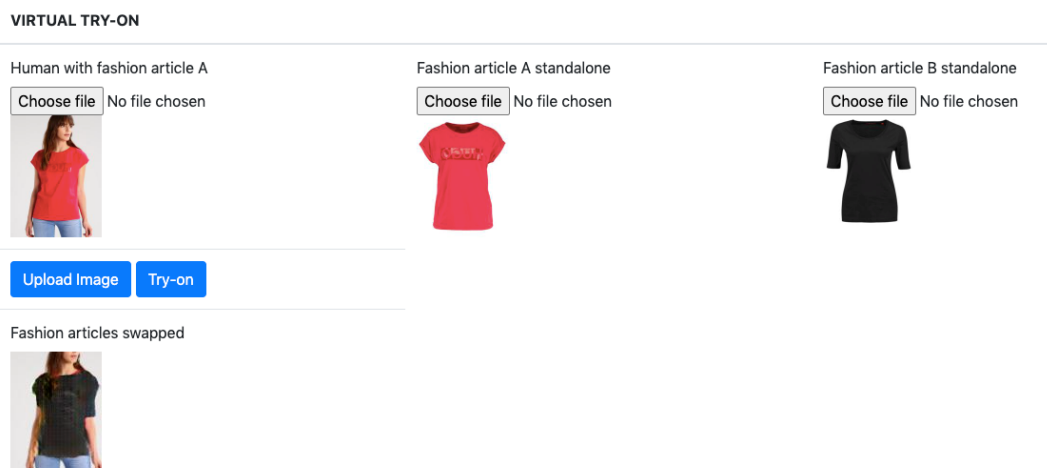 VIRTUAL TRY-ON
Human with fashion article A
Choose file No file chosen
Fashion article A standalone
Choose file No file chosen
Fashion article B standalone
Choose file No file chosen
Upload Image Try-on
Fashion articles swapped